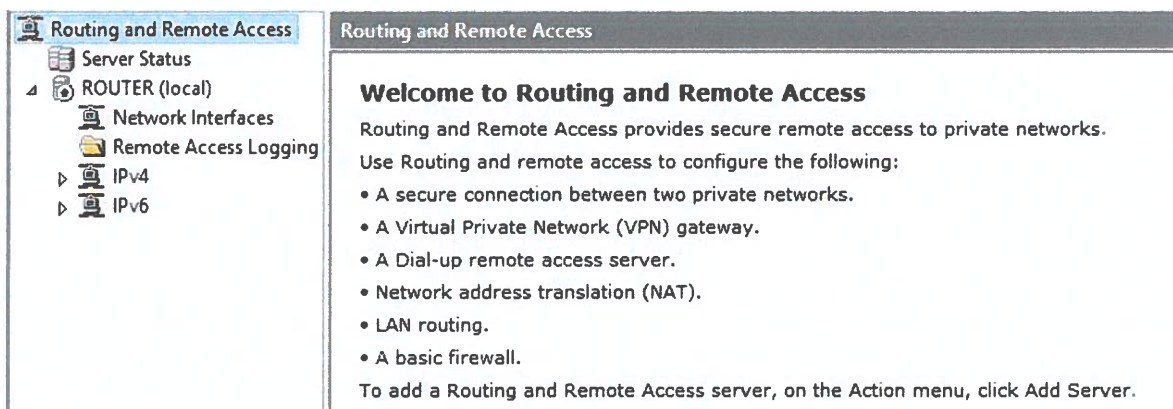 Routing and Remote Access
Server Status
ROUTER (local)
Network Interfaces
Remote Access Logging
IPv4
IPv6
Routing and Remote Access
Welcome to Routing and Remote Access
Routing and Remote Access provides secure remote access to private networks.
Use Routing and remote access to configure the following:
• A secure connection between two private networks.
• A Virtual Private Network (VPN) gateway.
• A Dial-up remote access server.
• Network address translation (NAT).
• LAN routing.
• A basic firewall.
To add a Routing and Remote Access server, on the Action menu, click Add Server.